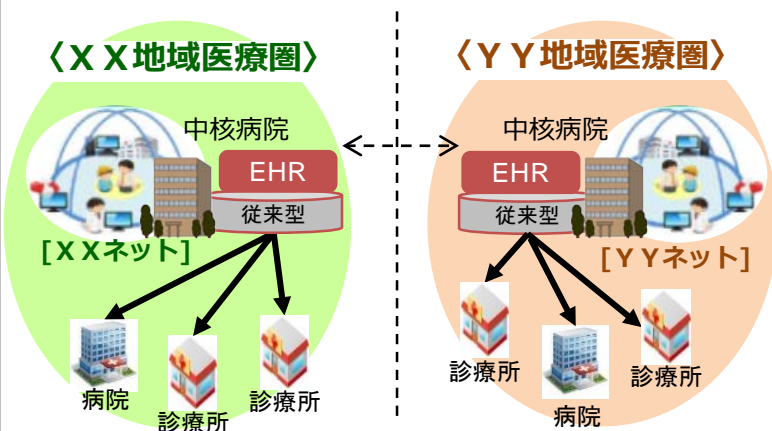 〈ＸＸ地域医療圏〉
中核病院
EHR
従来型
[ＸＸネット]
病院
診療所
診療所
〈ＹＹ地域医療圏〉
中核病院
EHR
従来型
[ＹＹネット]
診療所
病院
診療所